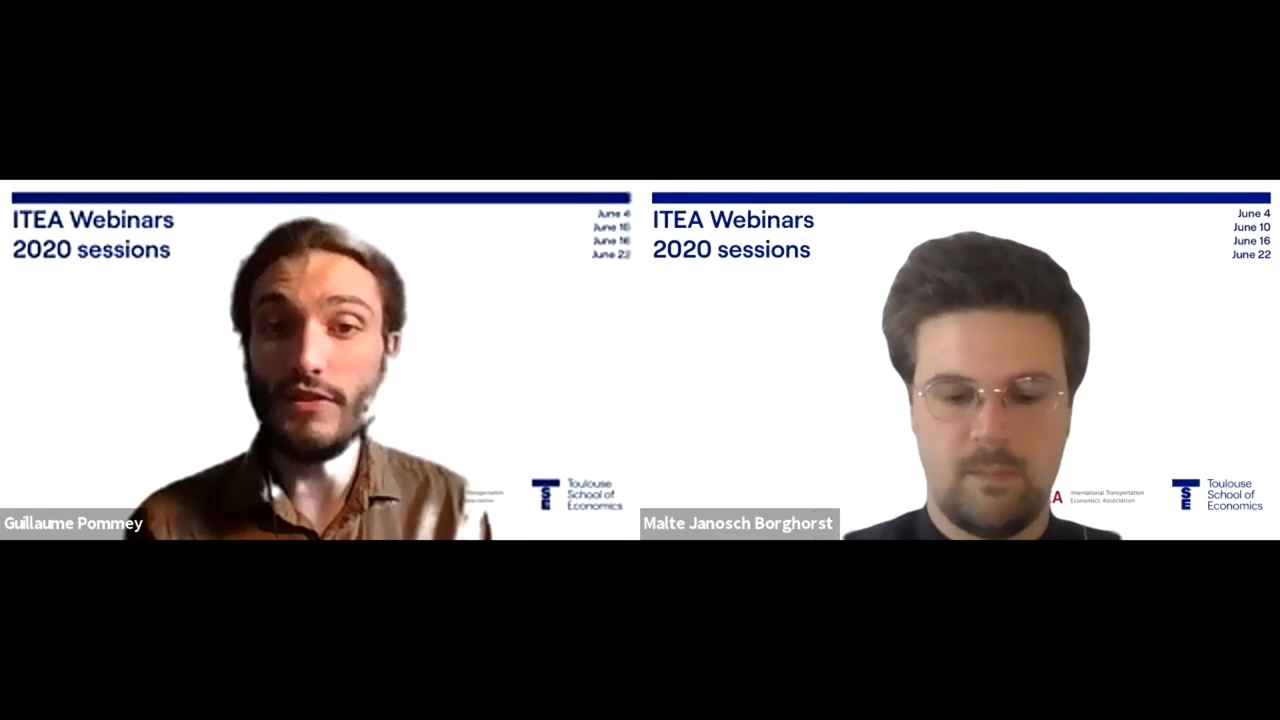 ITEA Webinars
2020 sessions
June 4
June 10
June 16
June 22
Toulouse
School of
Economics
TSE
Guillaume Pommey
ITEA Webinars
2020 sessions
June 4
June 10
June 16
June 22
International Transportation
Economics Association
Toulouse
School of
Economics
TSE
Malte Janosch Borghorst